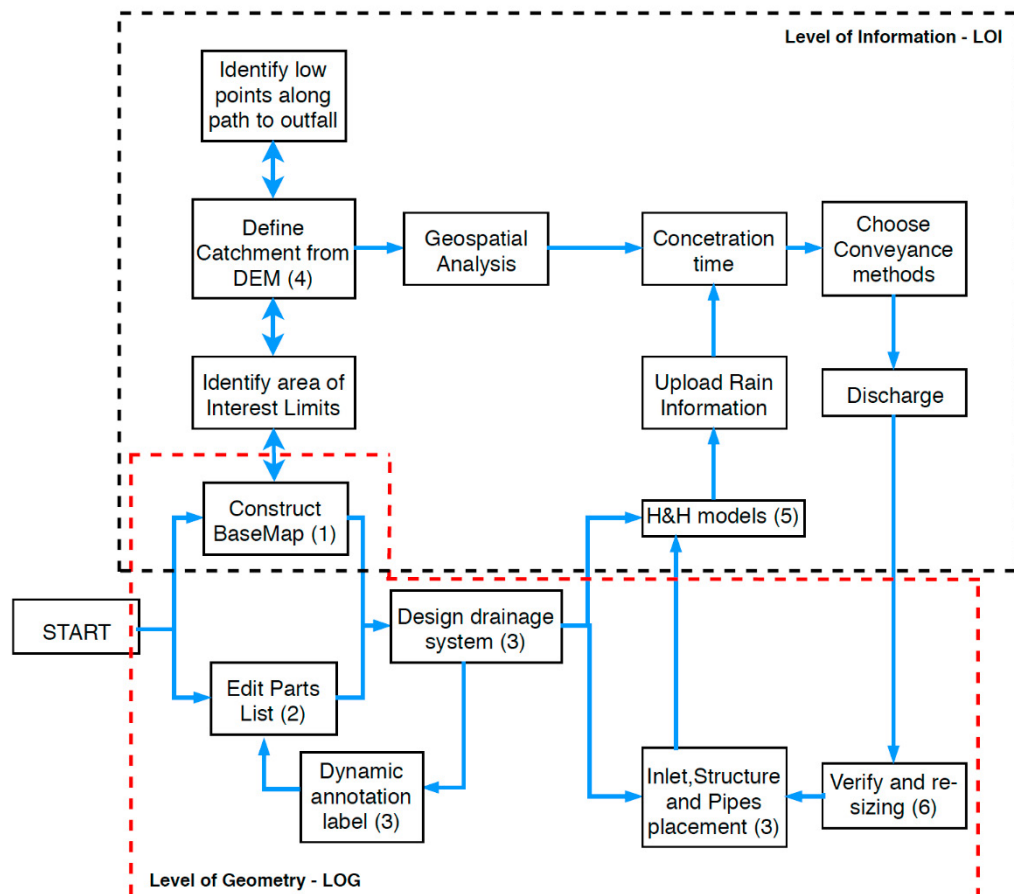 Level of Information - LOI
Identify low
points along
path to outfall
Define
Catchment from
DEM (4)
Geospatial
Analysis
Concetration
time
Choose
Conveyance
methods
Identify area of
Interest Limits
Upload Rain
Information
Discharge
Construct
BaseMap (1)
H&H models (5)
START
Design drainage
system (3)
Edit Parts
List (2)
Dynamic
annotation
label (3)
Inlet,Structure
and Pipes
placement (3)
Verify and re-
sizing (6)
Level of Geometry - LOG